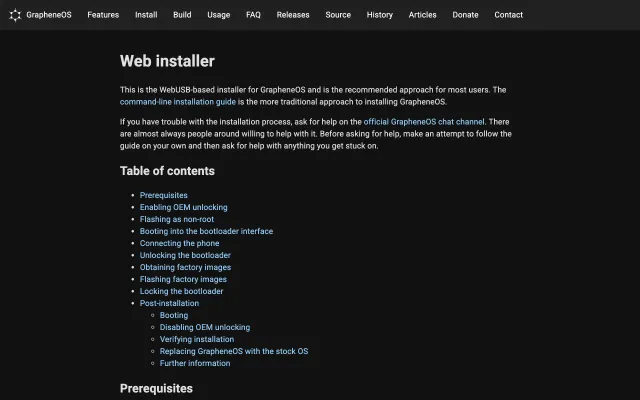 GrapheneOS Features Install Build Usage FAQ Releases Source History Articles Donate Contact
Web installer
This is the WebUSB-based installer for GrapheneOS and is the recommended approach for most users. The
command-line installation guide is the more traditional approach to installing GrapheneOS.
If you have trouble with the installation process, ask for help on the official GrapheneOS chat channel. There
are almost always people around willing to help with it. Before asking for help, make an attempt to follow the
guide on your own and then ask for help with anything you get stuck on.
Table of contents
Prerequisites
Enabling OEM unlocking
Flashing as non-root
Booting into the bootloader interface
Connecting the phone
Unlocking the bootloader
Obtaining factory images
Flashing factory images
Locking the bootloader
Post-installation
Booting
Disabling OEM unlocking
Verifying installation
Replacing GrapheneOS with the stock OS
Further information
Prerequisites